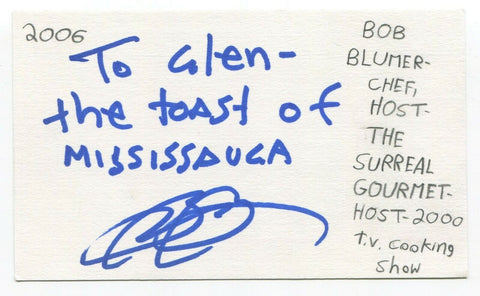 2006
To Glen-
the toast of
MISSISSAUGA
BOB
BLUMER-
CHEF,
HOST-
THE
SURREAL
GOURMET-
HOST-2000
t.v. cooking
show